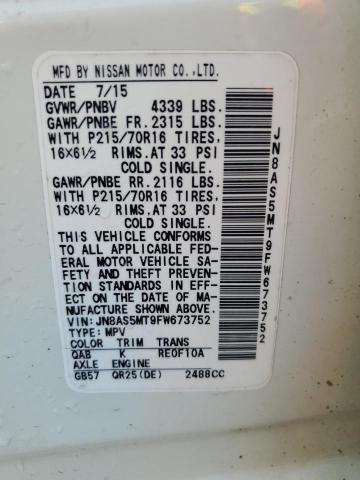 MFD BY NISSAN MOTOR CO.,LTD.
DATE 7/15
GVWR/PNBV 4339 LBS.
GAWR/PNBE FR. 2315 LBS.
WITH P215/70R16 TIRES,
16X6½ RIMS. AT 33 PSI
COLD SINGLE.
GAWR/PNBE RR. 2116 LBS.
WITH P215/70R16 TIRES,
16X6½ RIMS. AT 33 PSI
COLD SINGLE.
THIS VEHICLE CONFORMS
TO ALL APPLICABLE FED-
ERAL MOTOR VEHICLE SA-
FETY AND THEFT PREVEN-
TION STANDARDS IN EFFECT
ON THE DATE OF MA-
NUFACTURE SHOWN ABOVE.
VIN: JN8AS5MT9FW673752
TYPE: MPV
COLOR TRIM TRANS
QAB K RE0F10A
AXLE ENGINE
GB57 QR25(DE) 2488CC
JN8AS5MT9FW673752